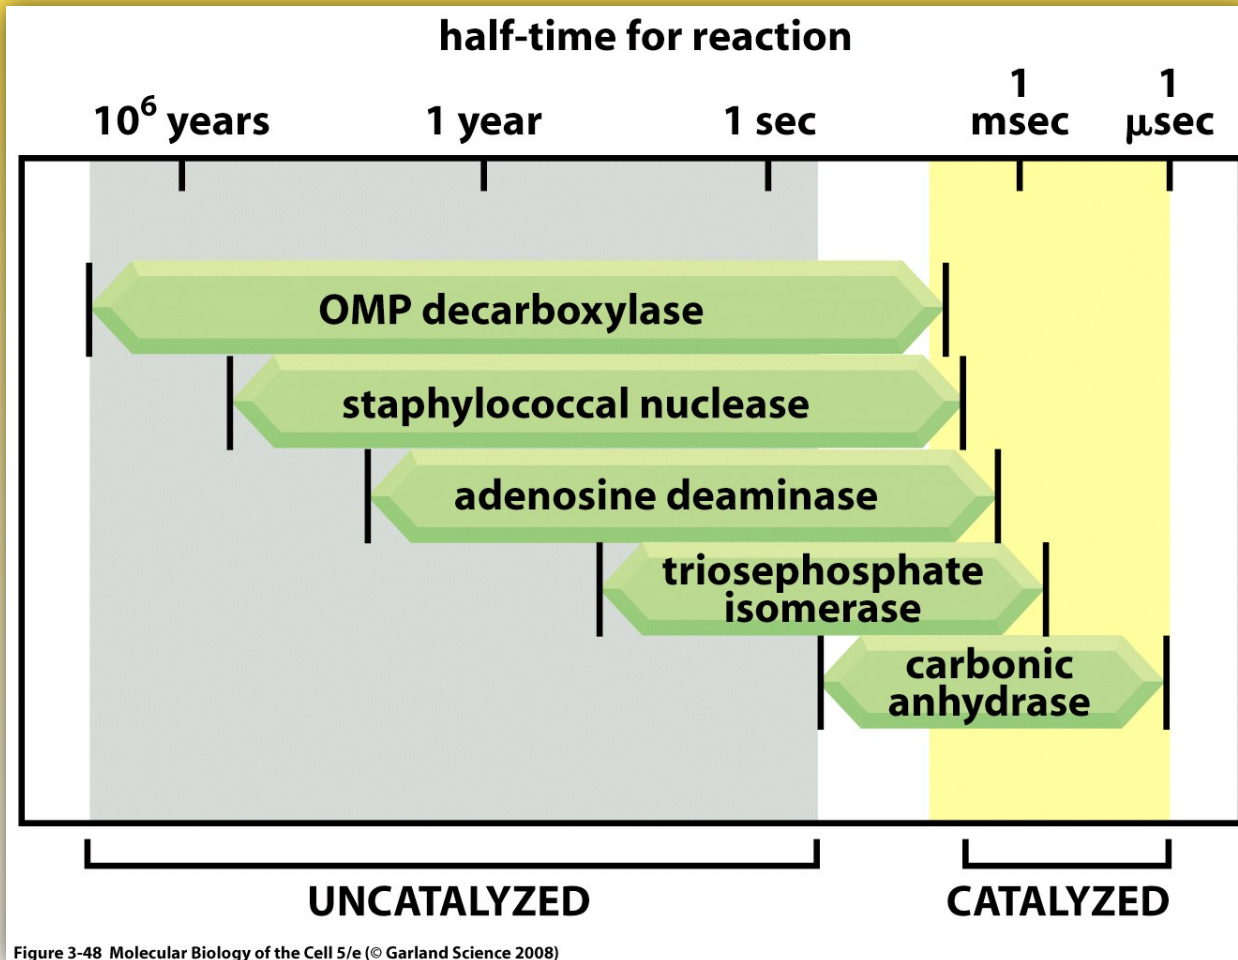 half-time for reaction
10⁶ years 1 year 1 sec 1 msec 1 μsec
OMP decarboxylase
staphylococcal nuclease
adenosine deaminase
triosephosphate
isomerase
carbonic
anhydrase
UNCATALYZED CATALYZED
Figure 3-48 Molecular Biology of the Cell 5/e (© Garland Science 2008)